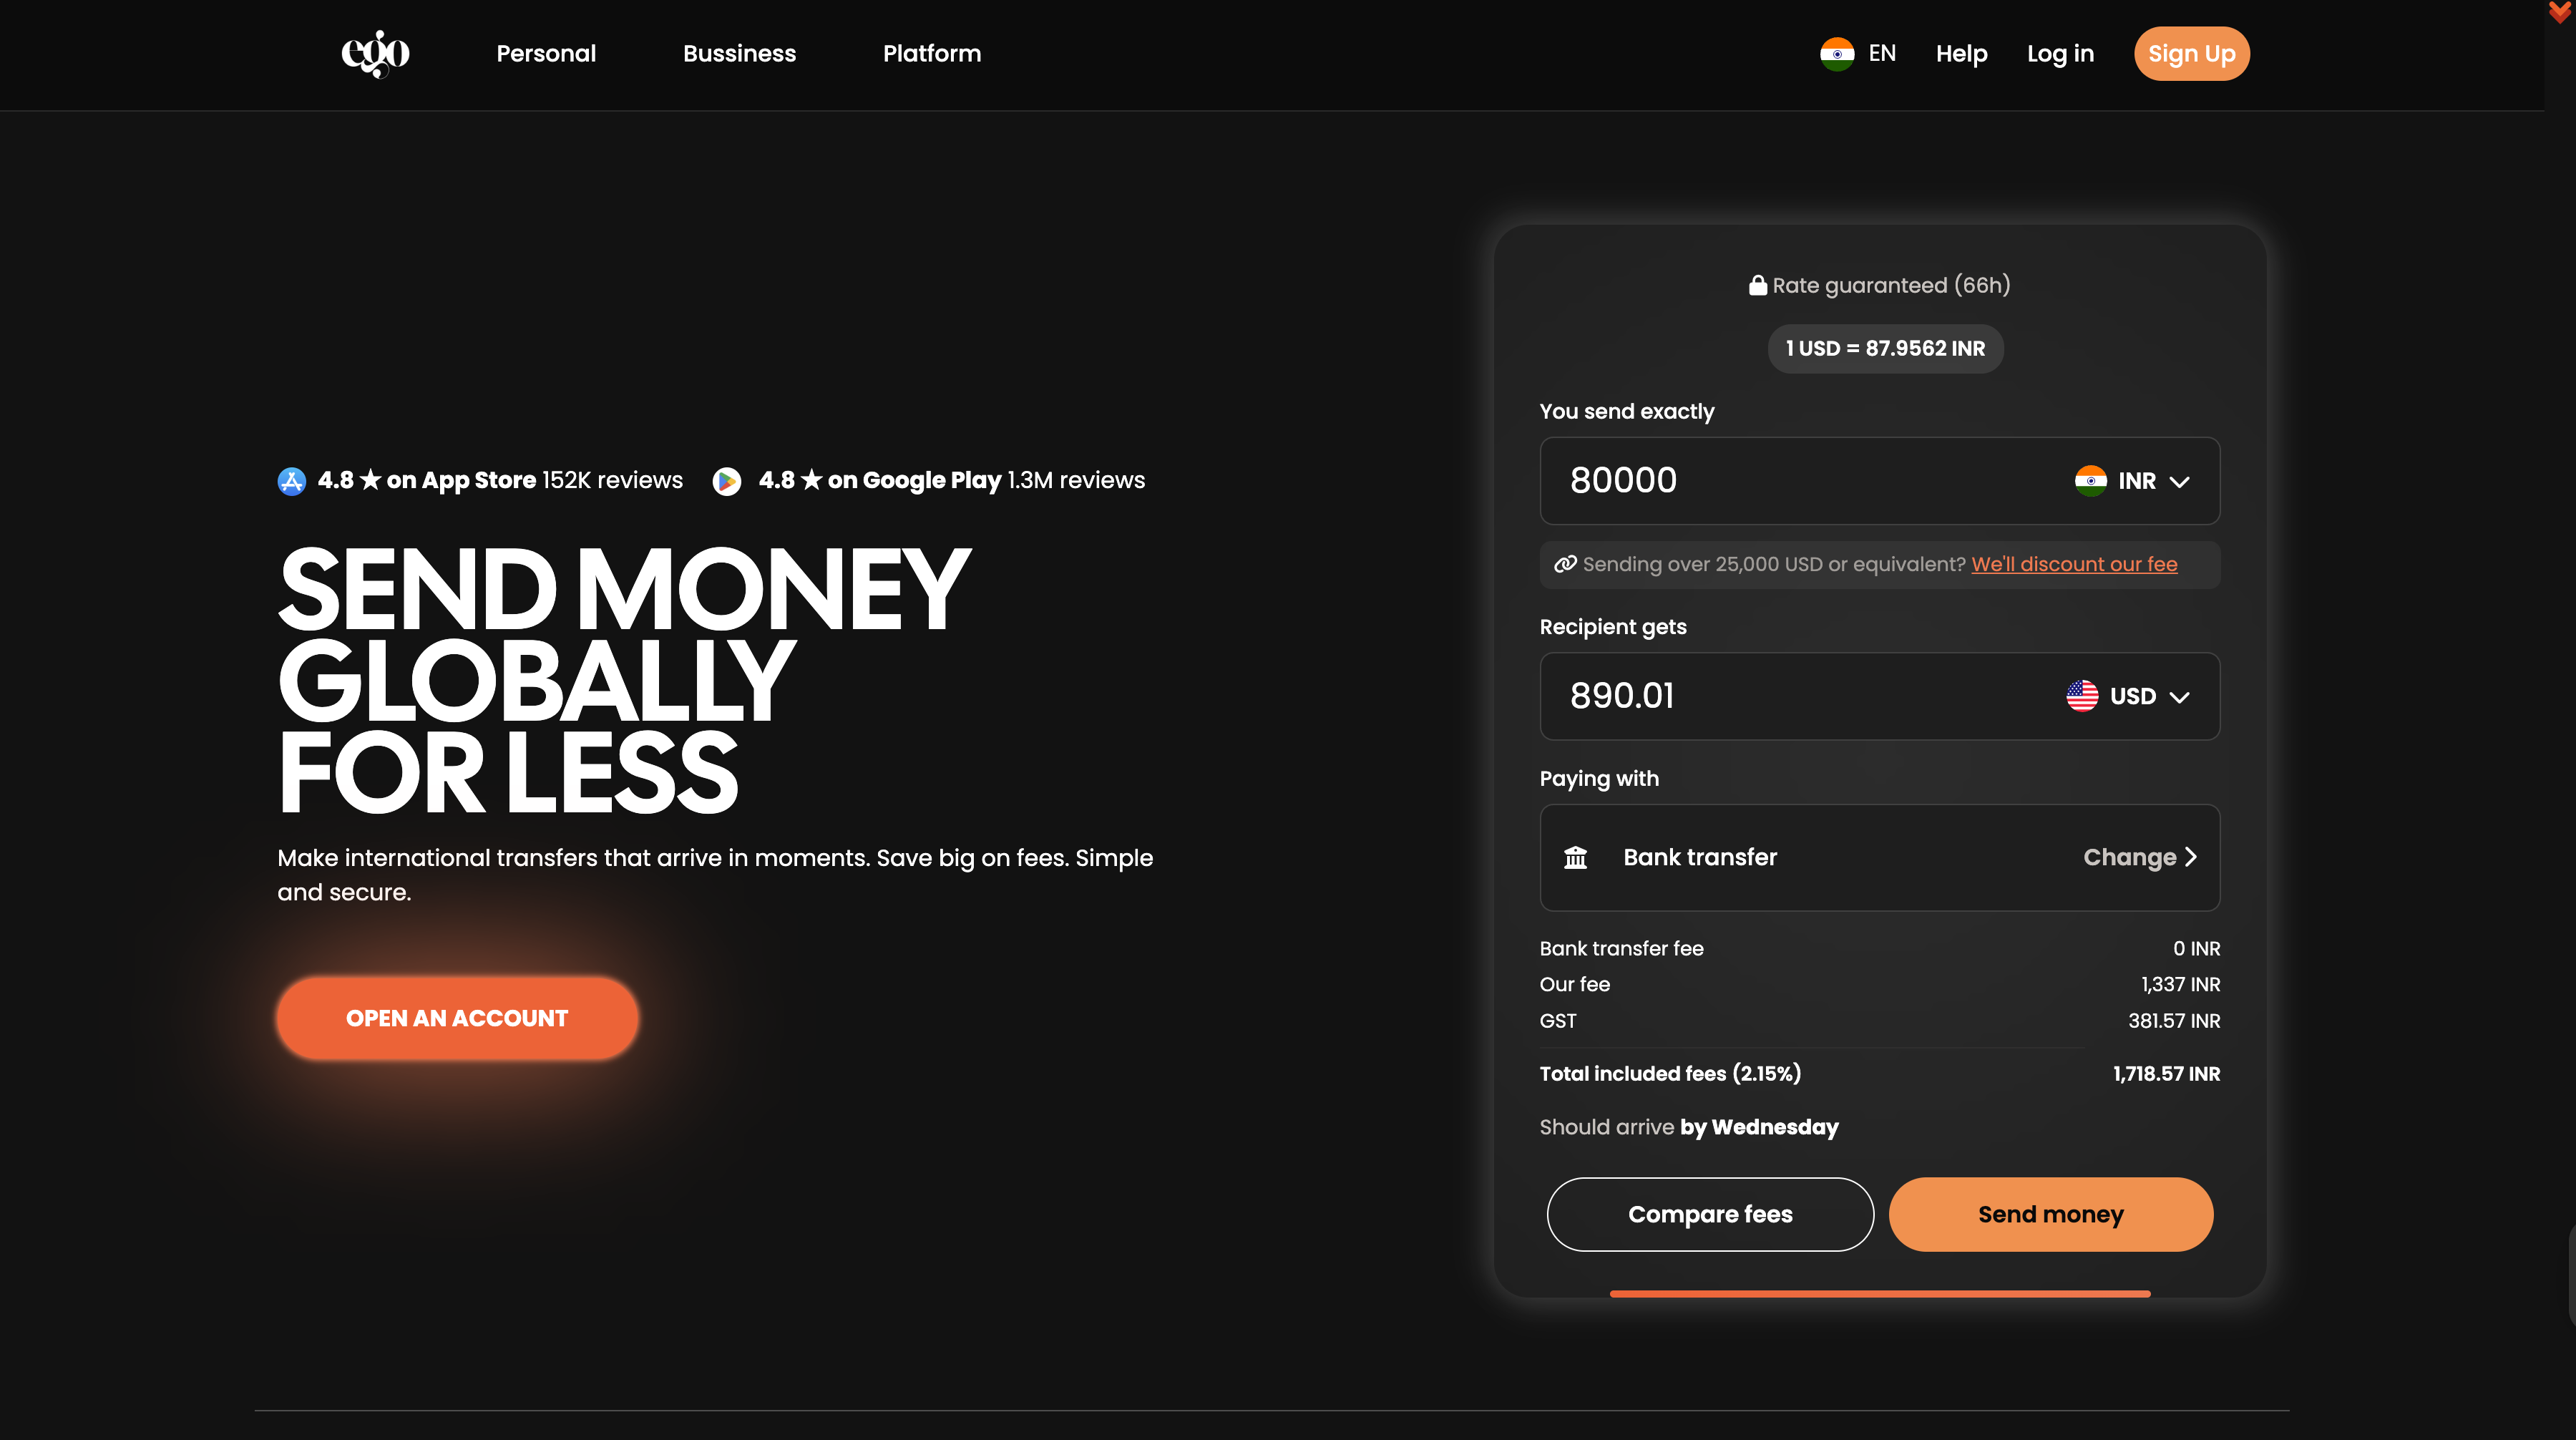 ego
Personal
Bussiness
Platform
EN
Help
Log in
Sign Up
4.8 ★ on App Store 152K reviews
4.8 ★ on Google Play 1.3M reviews
SEND MONEY
GLOBALLY
FOR LESS
Make international transfers that arrive in moments. Save big on fees. Simple
and secure.
OPEN AN ACCOUNT
Rate guaranteed (66h)
1 USD = 87.9562 INR
You send exactly
80000 INR
Sending over 25,000 USD or equivalent? We'll discount our fee
Recipient gets
890.01 USD
Paying with
Bank transfer Change
Bank transfer fee 0 INR
Our fee 1,337 INR
GST 381.57 INR
Total included fees (2.15%) 1,718.57 INR
Should arrive by Wednesday
Compare fees
Send money